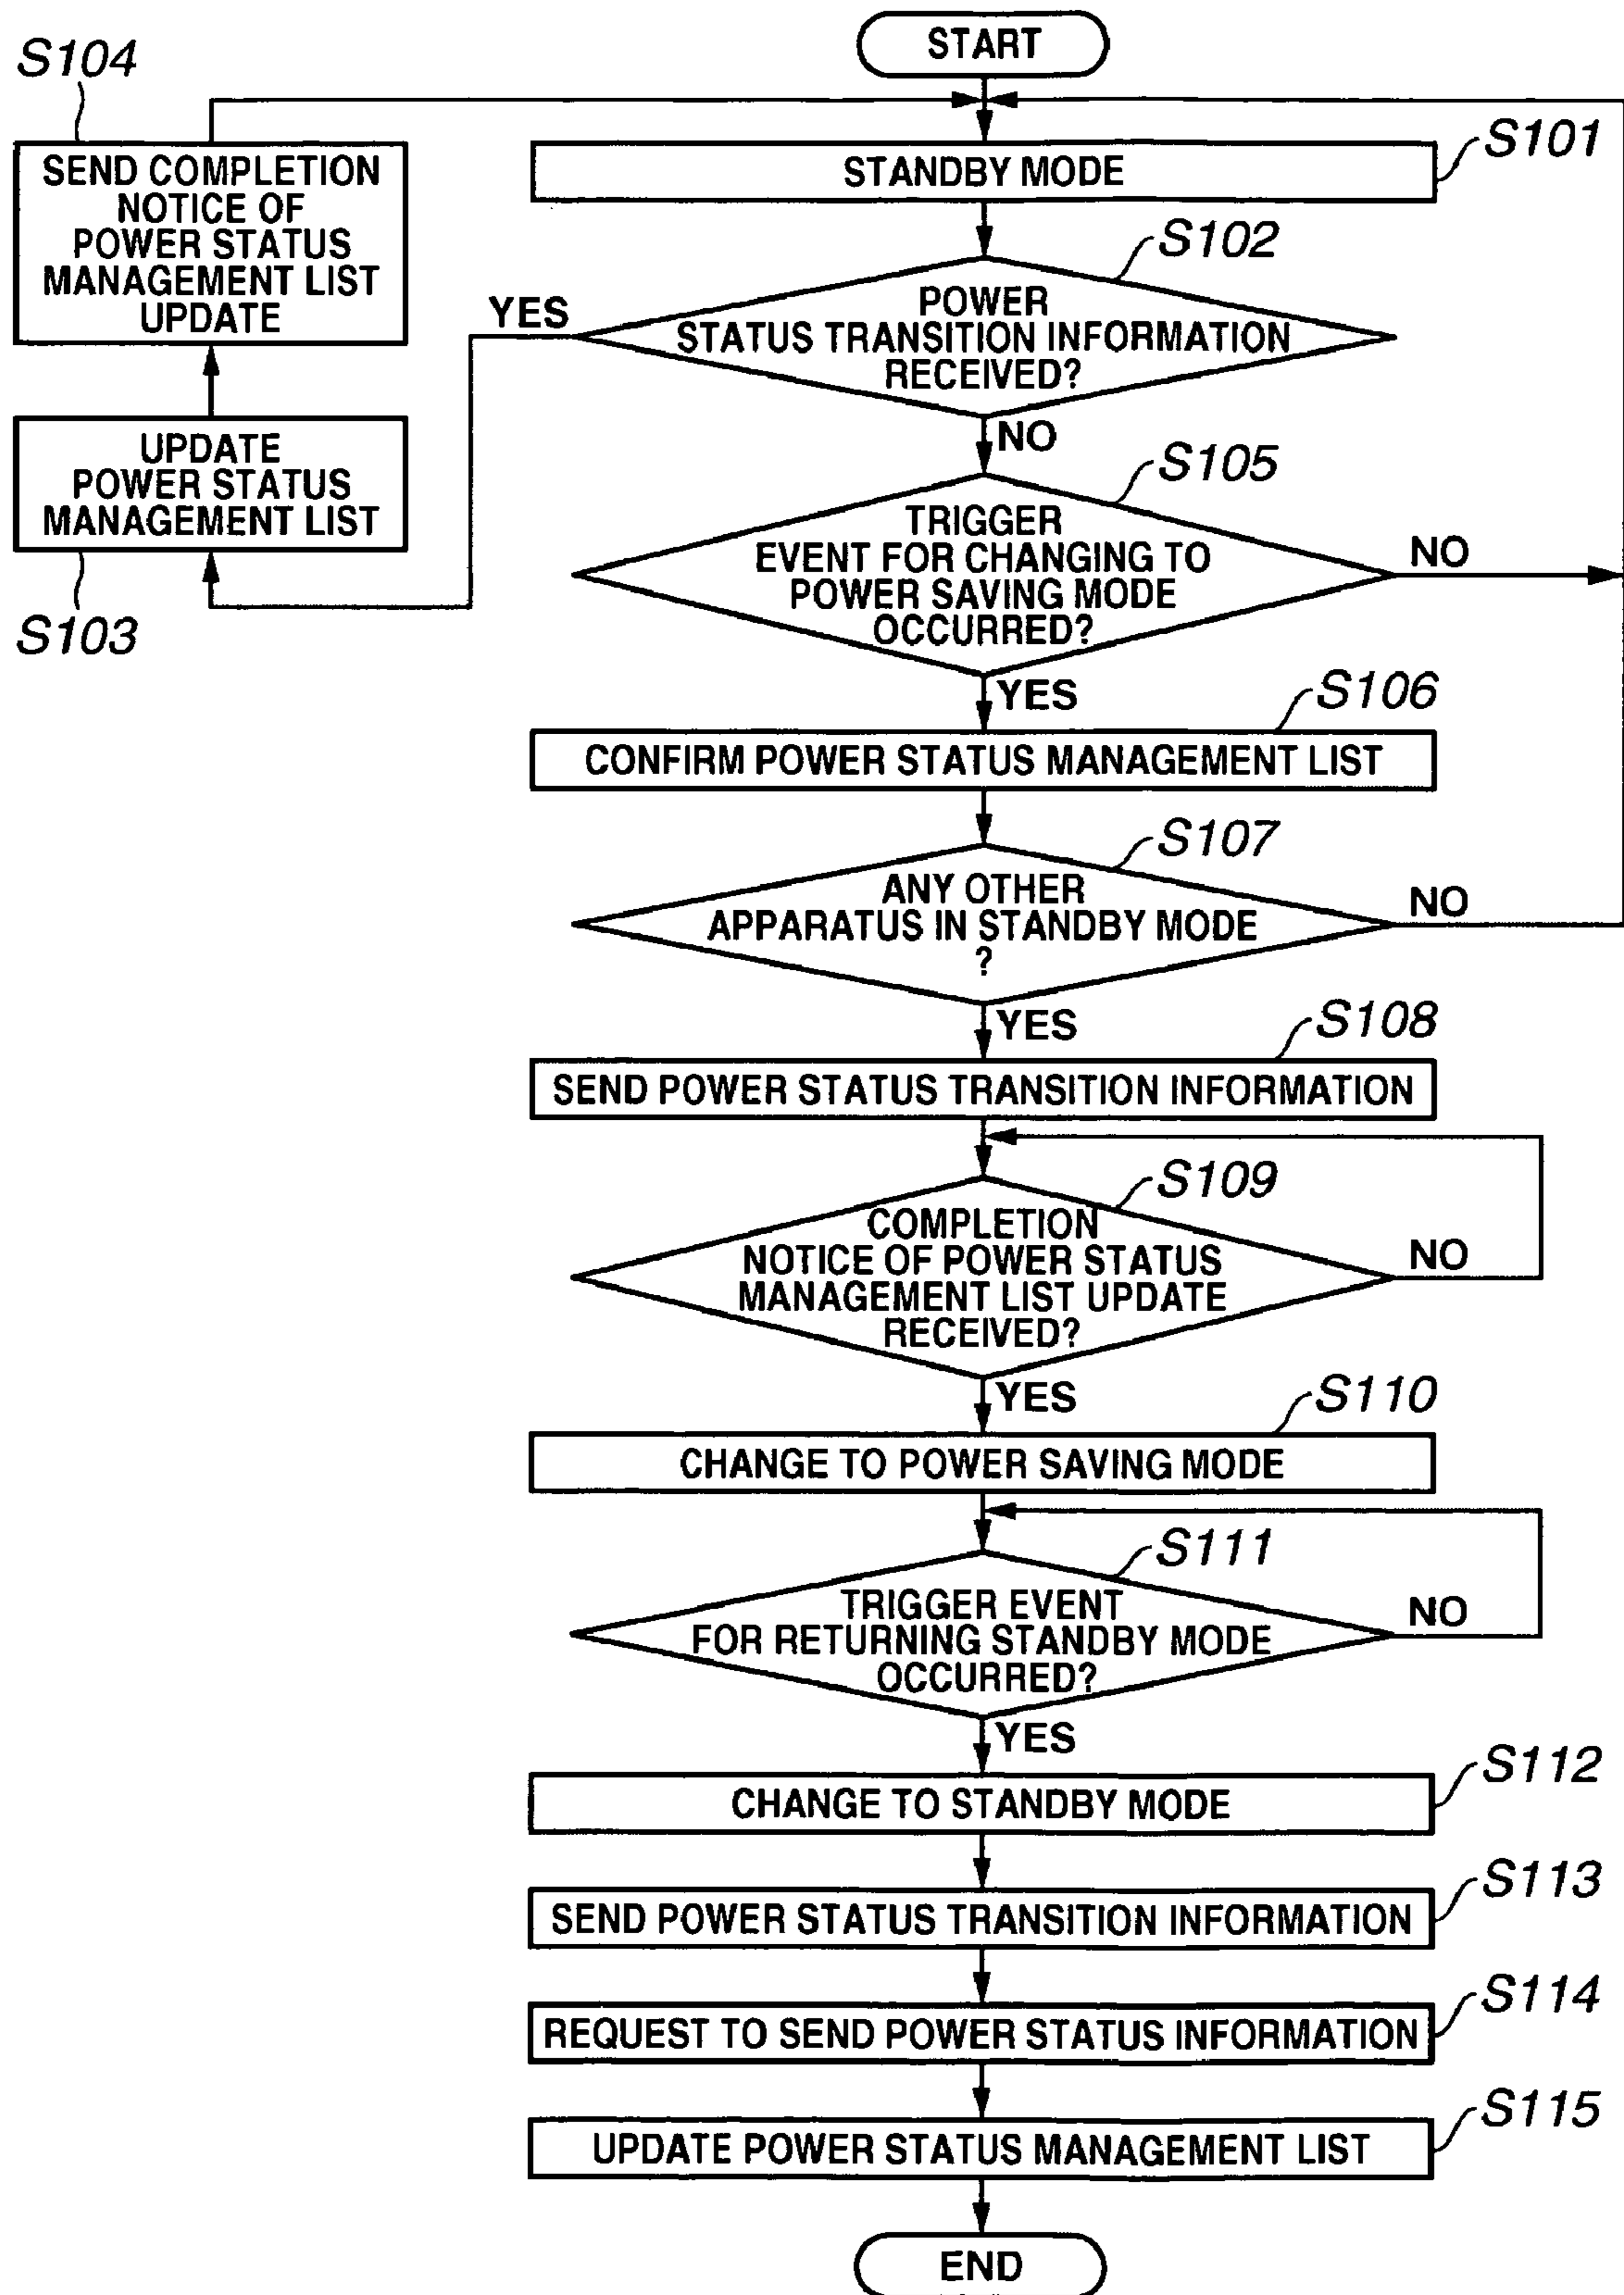 START
S104
SEND COMPLETION
NOTICE OF
POWER STATUS
MANAGEMENT LIST
UPDATE
STANDBY MODE
S101
S102
POWER
STATUS TRANSITION INFORMATION
RECEIVED?
YES
NO
UPDATE
POWER STATUS
MANAGEMENT LIST
S103
S105
TRIGGER
EVENT FOR CHANGING TO
POWER SAVING MODE
OCCURRED?
NO
YES
S106
CONFIRM POWER STATUS MANAGEMENT LIST
S107
ANY OTHER
APPARATUS IN STANDBY MODE
?
NO
YES
S108
SEND POWER STATUS TRANSITION INFORMATION
S109
COMPLETION
NOTICE OF POWER STATUS
MANAGEMENT LIST UPDATE
RECEIVED?
NO
YES
S110
CHANGE TO POWER SAVING MODE
S111
TRIGGER EVENT
FOR RETURNING STANDBY MODE
OCCURRED?
NO
YES
S112
CHANGE TO STANDBY MODE
S113
SEND POWER STATUS TRANSITION INFORMATION
S114
REQUEST TO SEND POWER STATUS INFORMATION
S115
UPDATE POWER STATUS MANAGEMENT LIST
END